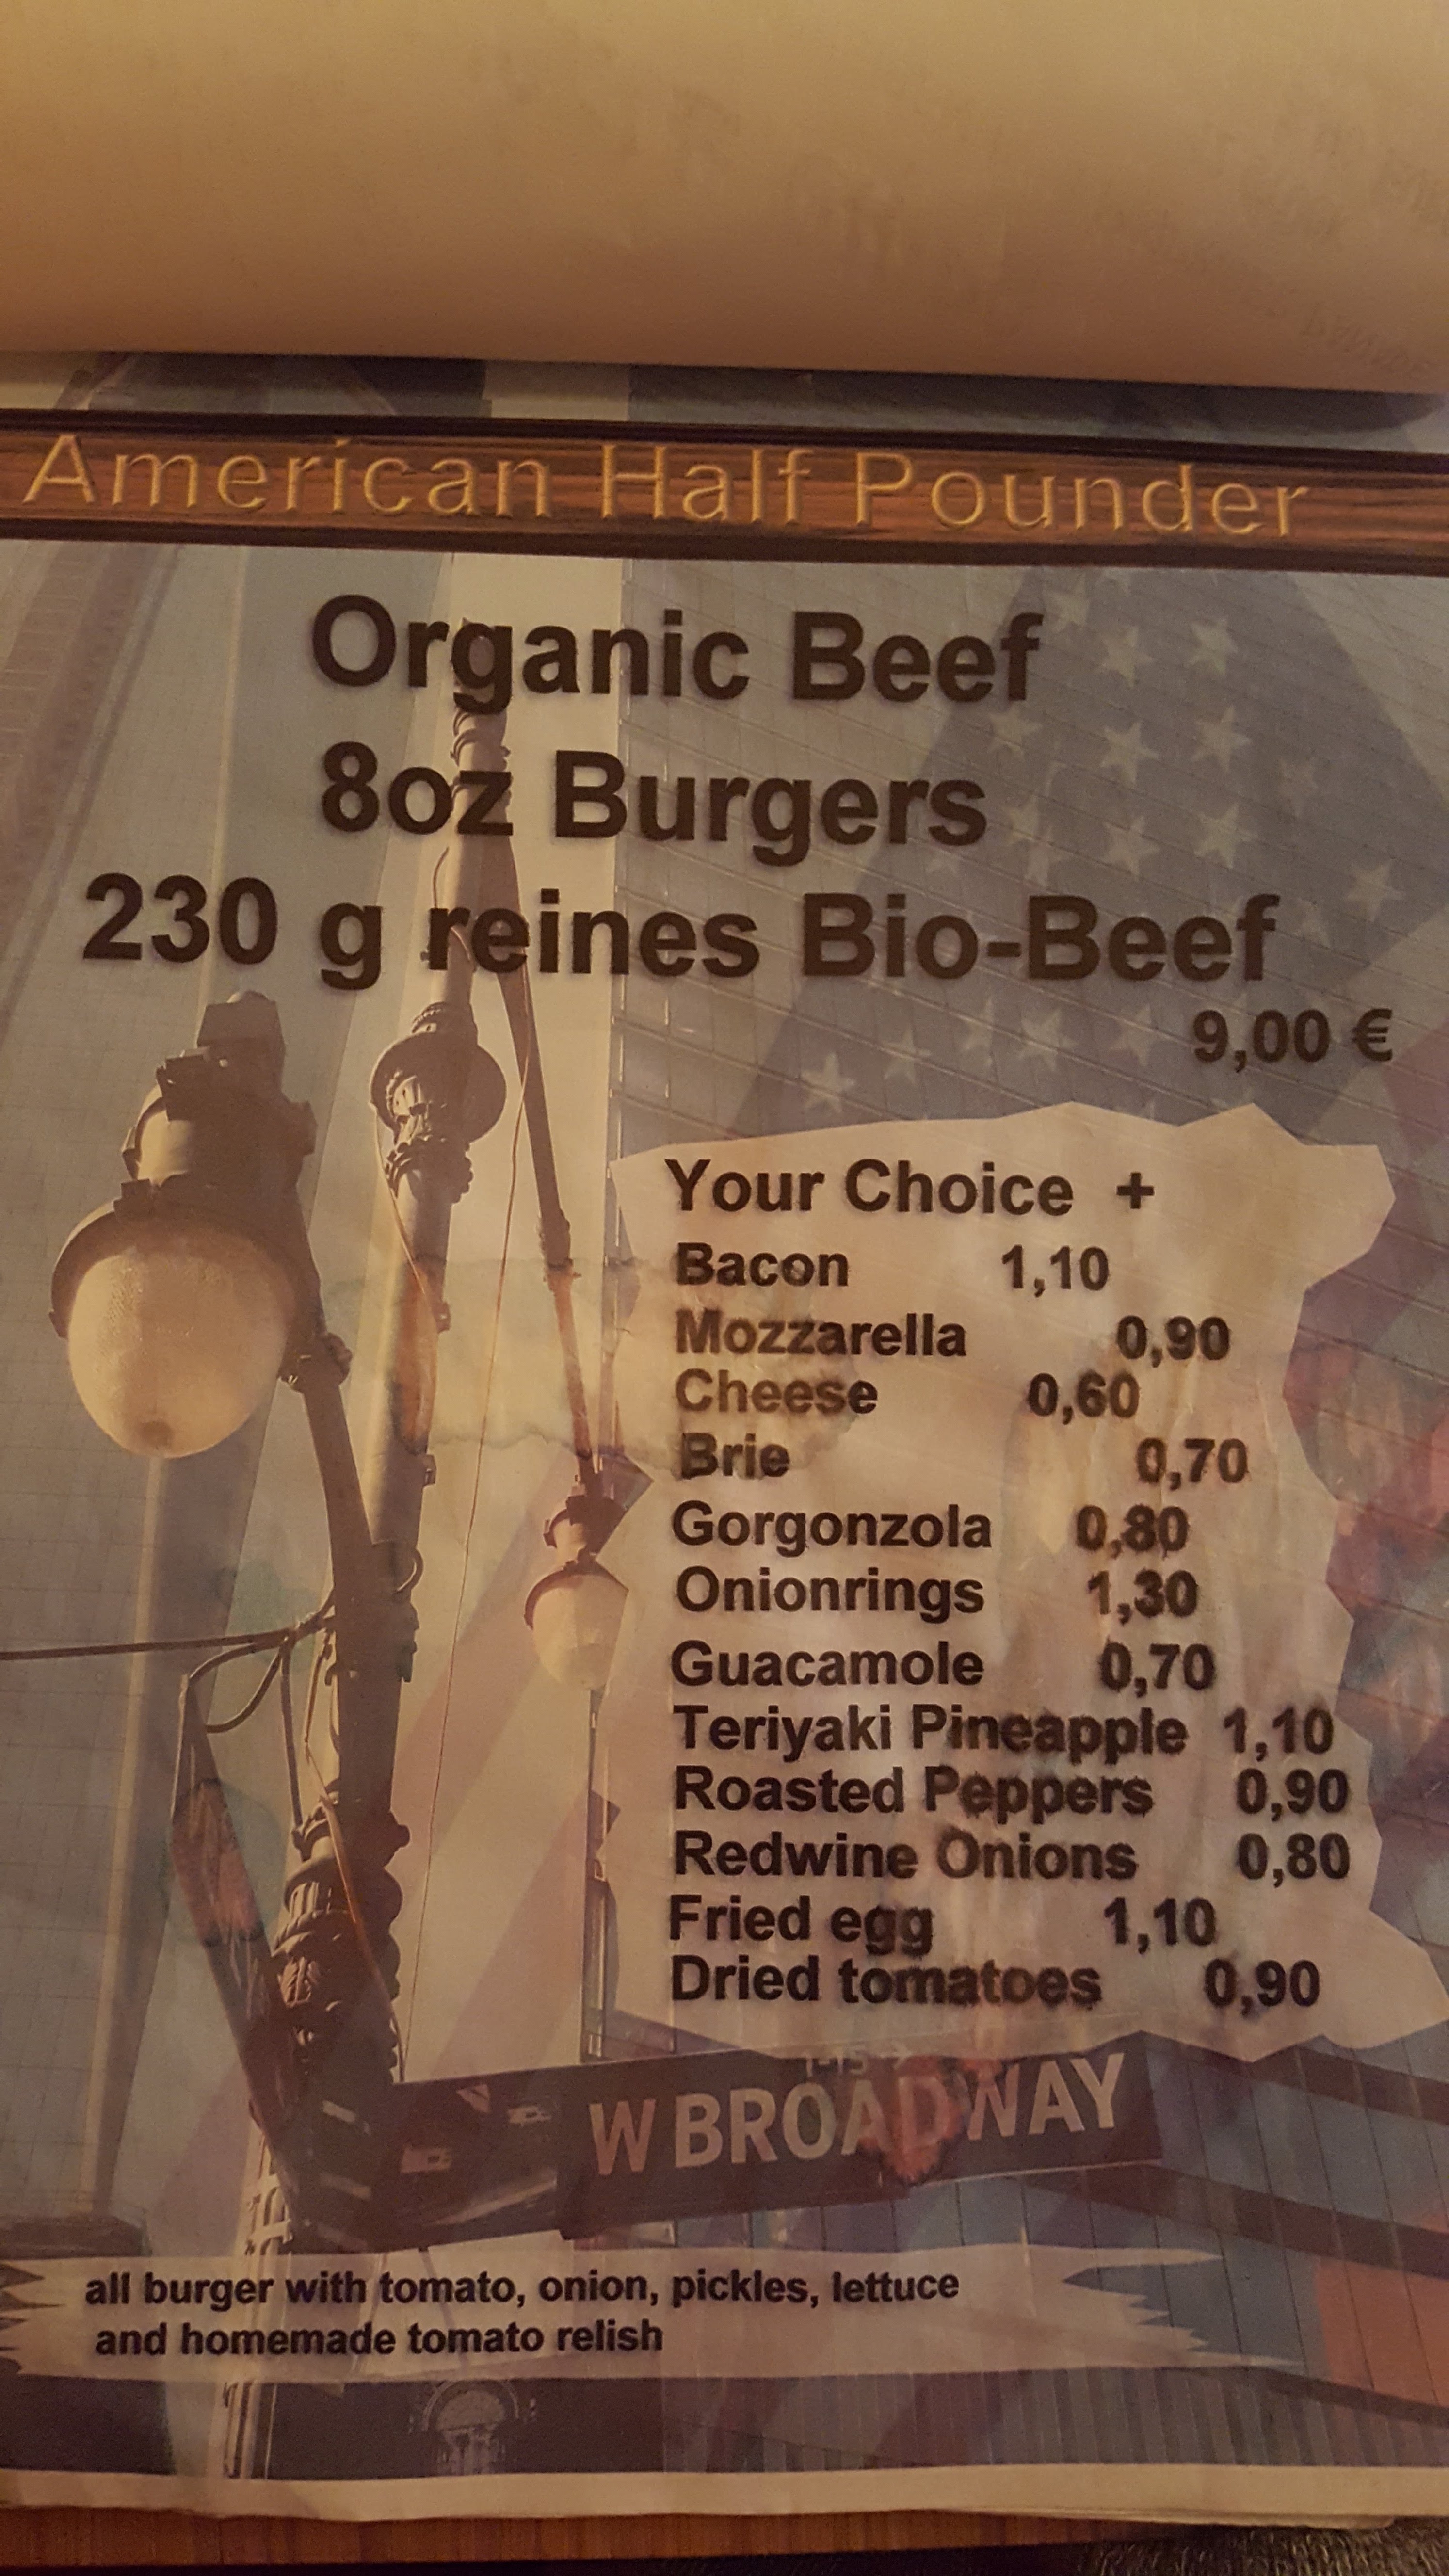 American Half Pounder
Organic Beef
8oz Burgers
230 g reines Bio-Beef
9,00 €
Your Choice +
Bacon 1,10
Mozzarella 0,90
Cheese 0,60
Brie 0,70
Gorgonzola 0,80
Onionrings 1,30
Guacamole 0,70
Teriyaki Pineapple 1,10
Roasted Peppers 0,90
Redwine Onions 0,80
Fried egg 1,10
Dried tomatoes 0,90
W BROADWAY
all burger with tomato, onion, pickles, lettuce
and homemade tomato relish